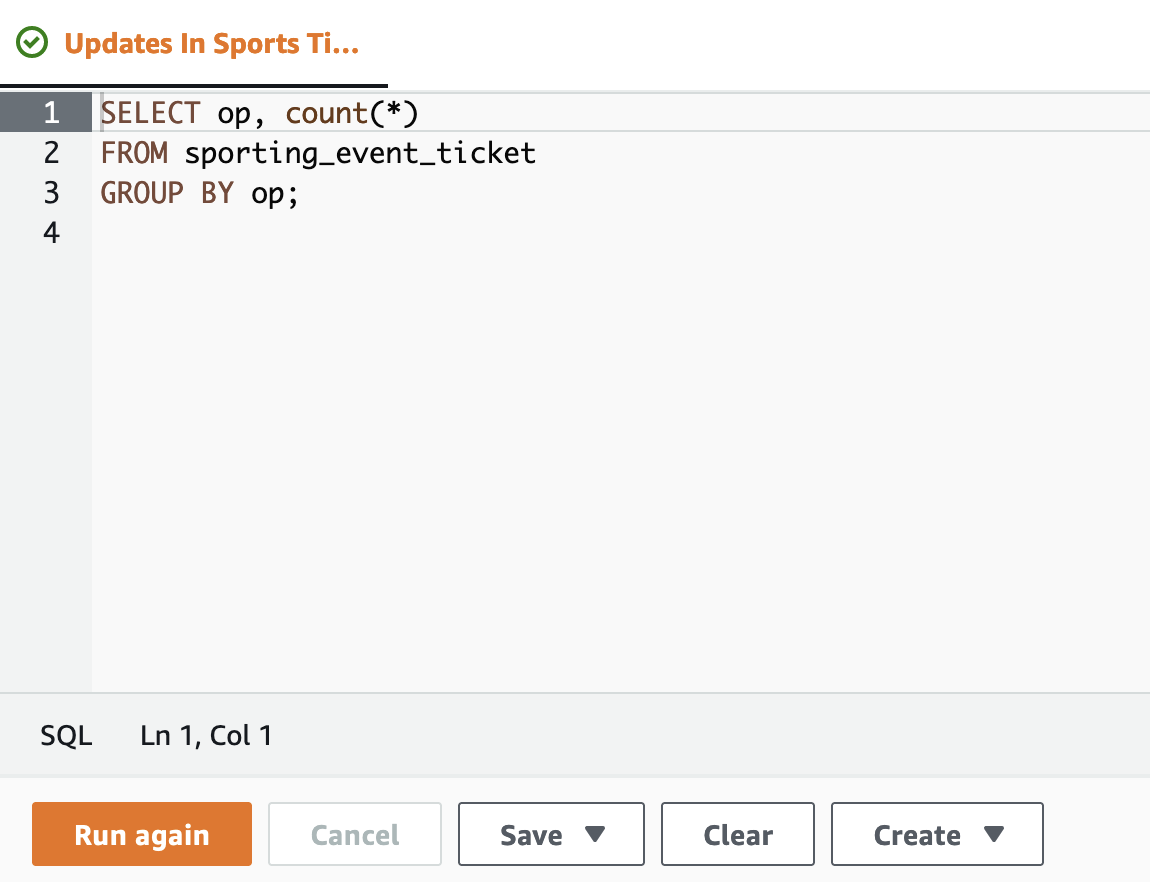 Updates In Sports Ti...
1 SELECT op, count(*)
2 FROM sporting_event_ticket
3 GROUP BY op;
4
SQL Ln 1, Col 1
Run again Cancel Save Clear Create